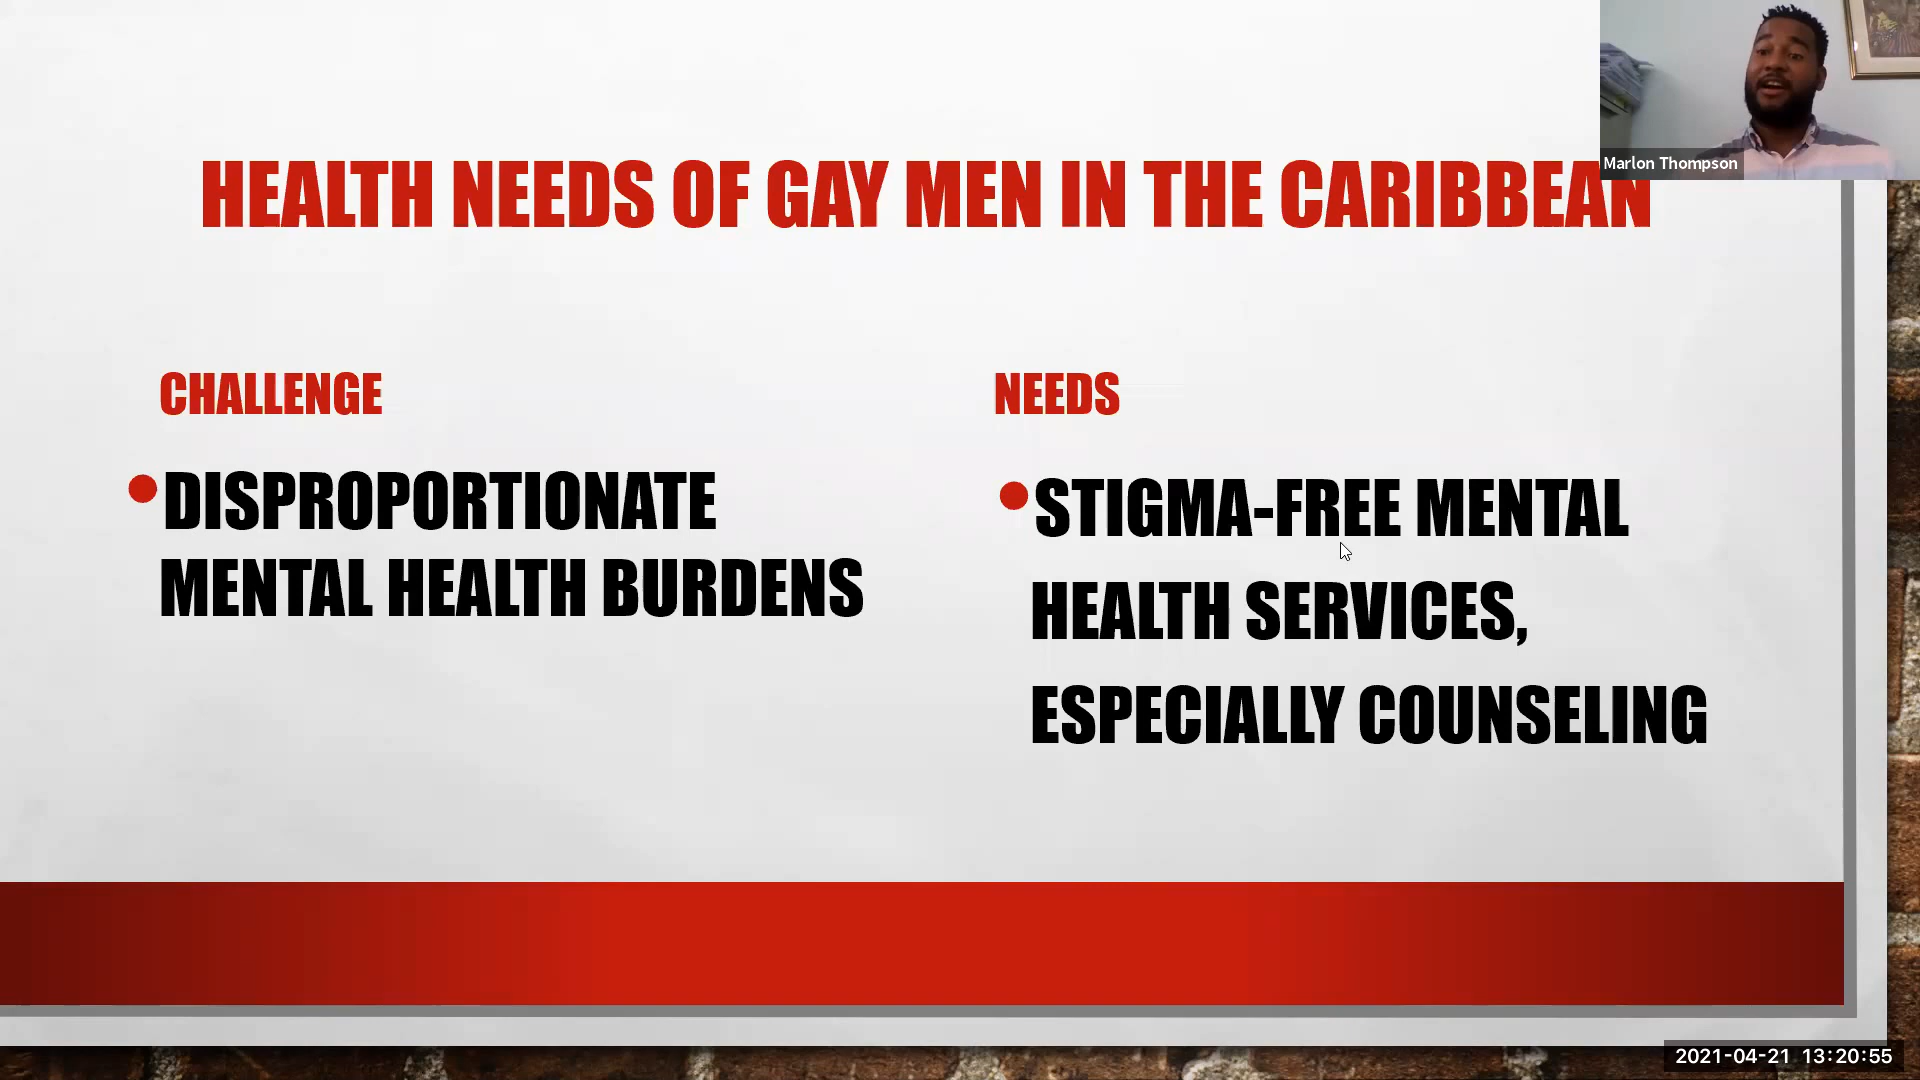 Marlon Thompson
HEALTH NEEDS OF GAY MEN IN THE CARIBBEAN
CHALLENGE
DISPROPORTIONATE
MENTAL HEALTH BURDENS
NEEDS
STIGMA-FREE MENTAL
HEALTH SERVICES,
ESPECIALLY COUNSELING
2021-04-21 13:20:55